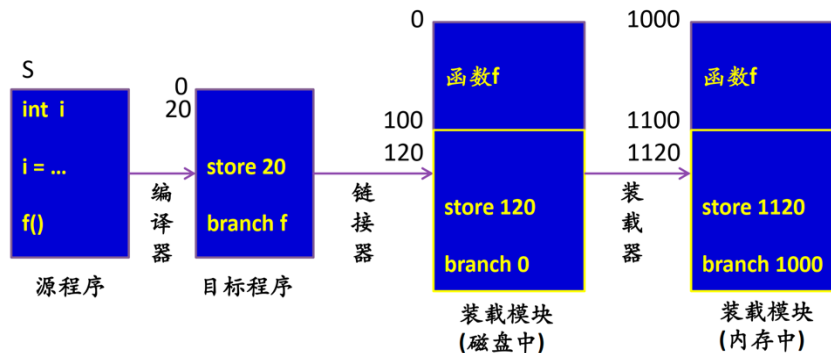 S
int i
i = ...
f()
源程序
编译器
0
20
store 20
branch f
目标程序
链接器
0
函数f
100
120
store 120
branch 0
装载模块
(磁盘中)
装载器
1000
函数f
1100
1120
store 1120
branch 1000
装载模块
(内存中)